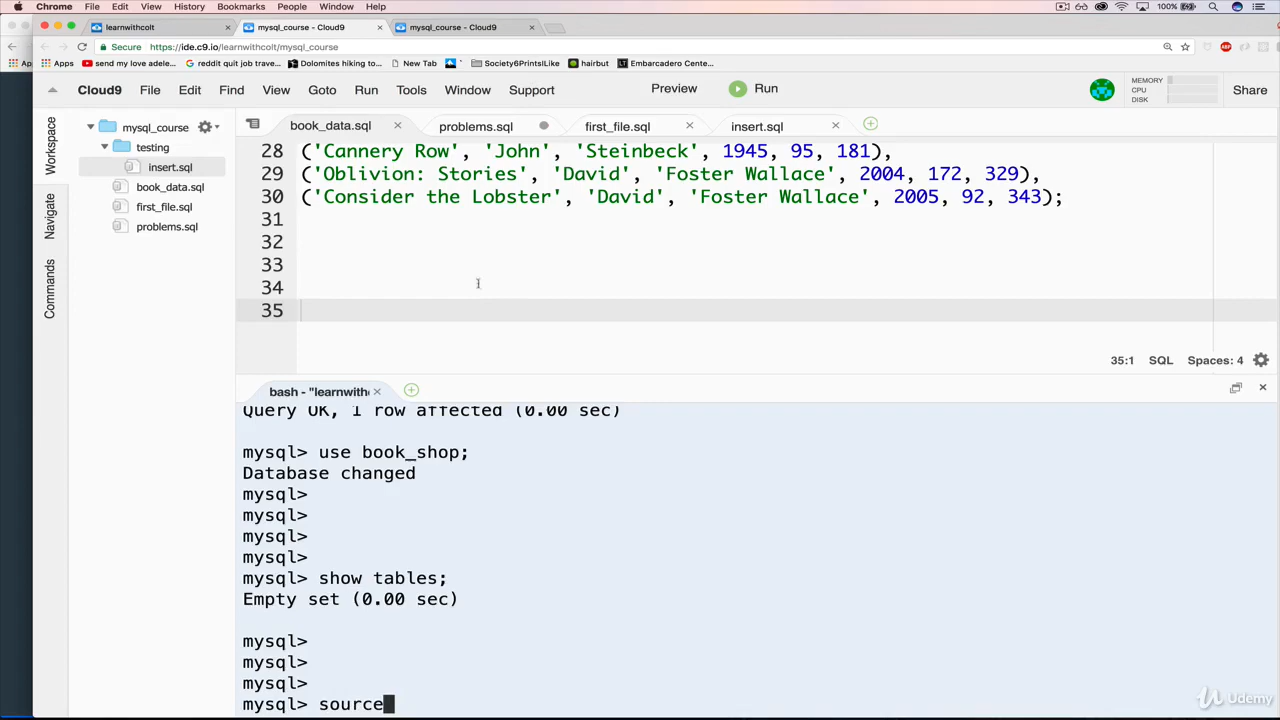 Chrome File Edit View History Bookmarks People Window Help 100%
learnwithcolt mysql_course - Cloud9 mysql_course - Cloud9
Secure https://ide.c9.io/learnwithcolt/mysql_course
Ap Apps send my love adele... reddit quit job trave... Dolomites hiking to... New Tab Society6PrintsILike hairbut Embarcadero Cente...
Cloud9 File Edit Find View Goto Run Tools Window Support Preview Run MEMORY Share
CPU
DISK
Workspace
Navigate
Commands
mysql_course
testing
insert.sql
book_data.sql
first_file.sql
problems.sql
book_data.sql problems.sql first_file.sql insert.sql
28 ('Cannery Row', 'John', 'Steinbeck', 1945, 95, 181),
29 ('Oblivion: Stories', 'David', 'Foster Wallace', 2004, 172, 329),
30 ('Consider the Lobster', 'David', 'Foster Wallace', 2005, 92, 343);
31
32
33
34
35
35:1 SQL Spaces: 4
bash - "learnwith
Query OK, 1 row affected (0.00 sec)
mysql> use book_shop;
Database changed
mysql>
mysql>
mysql>
mysql>
mysql> show tables;
Empty set (0.00 sec)
mysql>
mysql>
mysql>
mysql> source
Udemy